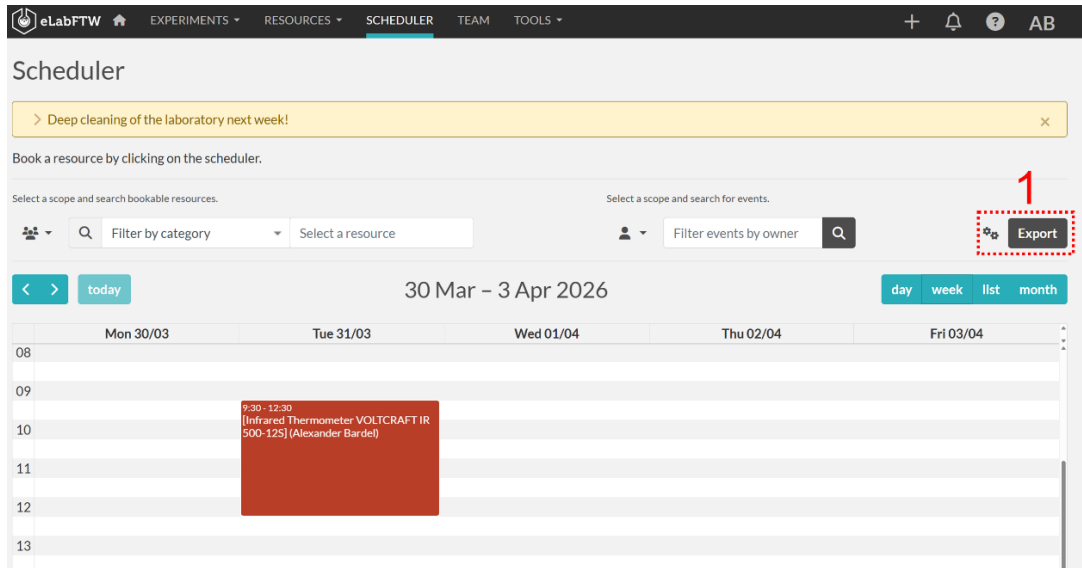 eLabFTW EXPERIMENTS RESOURCES SCHEDULER TEAM TOOLS + ? AB
Scheduler
Deep cleaning of the laboratory next week! ×
Book a resource by clicking on the scheduler.
1
Select a scope and search bookable resources. Select a scope and search for events.
Filter by category Select a resource Filter events by owner Export
< > today 30 Mar – 3 Apr 2026 day week list month
Mon 30/03 Tue 31/03 Wed 01/04 Thu 02/04 Fri 03/04
08
09
9:30 - 12:30
[Infrared Thermometer VOLTCRAFT IR
10
500-12S] (Alexander Bardel)
11
12
13